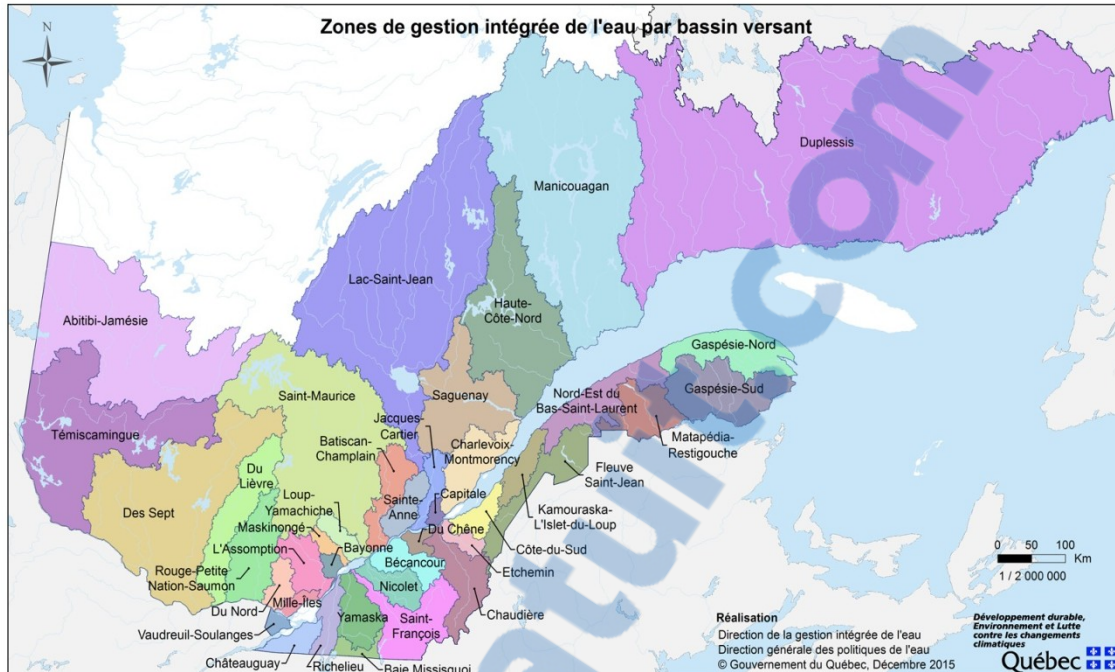 Zones de gestion intégrée de l'eau par bassin versant
N
Duplessis
Manicouagan
Lac-Saint-Jean
Haute-
Côte-Nord
Abitibi-Jamésie
Gaspésie-Nord
Gaspésie-Sud
Saint-Maurice
Saguenay
Nord-Est du
Bas-Saint-Laurent
Témiscamingue
Jacques-
Cartier
Batiscan-
Champlain
Charlevoix-
Montmorency
Matapédia-
Restigouche
Du
Lièvre
Fleuve
Saint-Jean
Loup-
Yamachiche
Sainte-
Anne
Capitale
Kamouraska-
L'Islet-du-Loup
Des Sept
Maskinongé
Du Chêne
L'Assomption
Bayonne
Côte-du-Sud
Bécancour
Etchemin
Rouge-Petite
Nation-Saumon
Nicolet
Du Nord
Mille-Iles
Chaudière
Yamaska
Saint-
François
Vaudreuil-Soulanges
Châteauguay
Richelieu
Baie Missisquoi
0 50 100
Km
1 / 2 000 000
Réalisation
Direction de la gestion intégrée de l'eau
Direction générale des politiques de l'eau
© Gouvernement du Québec, Décembre 2015
Développement durable,
Environnement et Lutte
contre les changements
climatiques
Québec